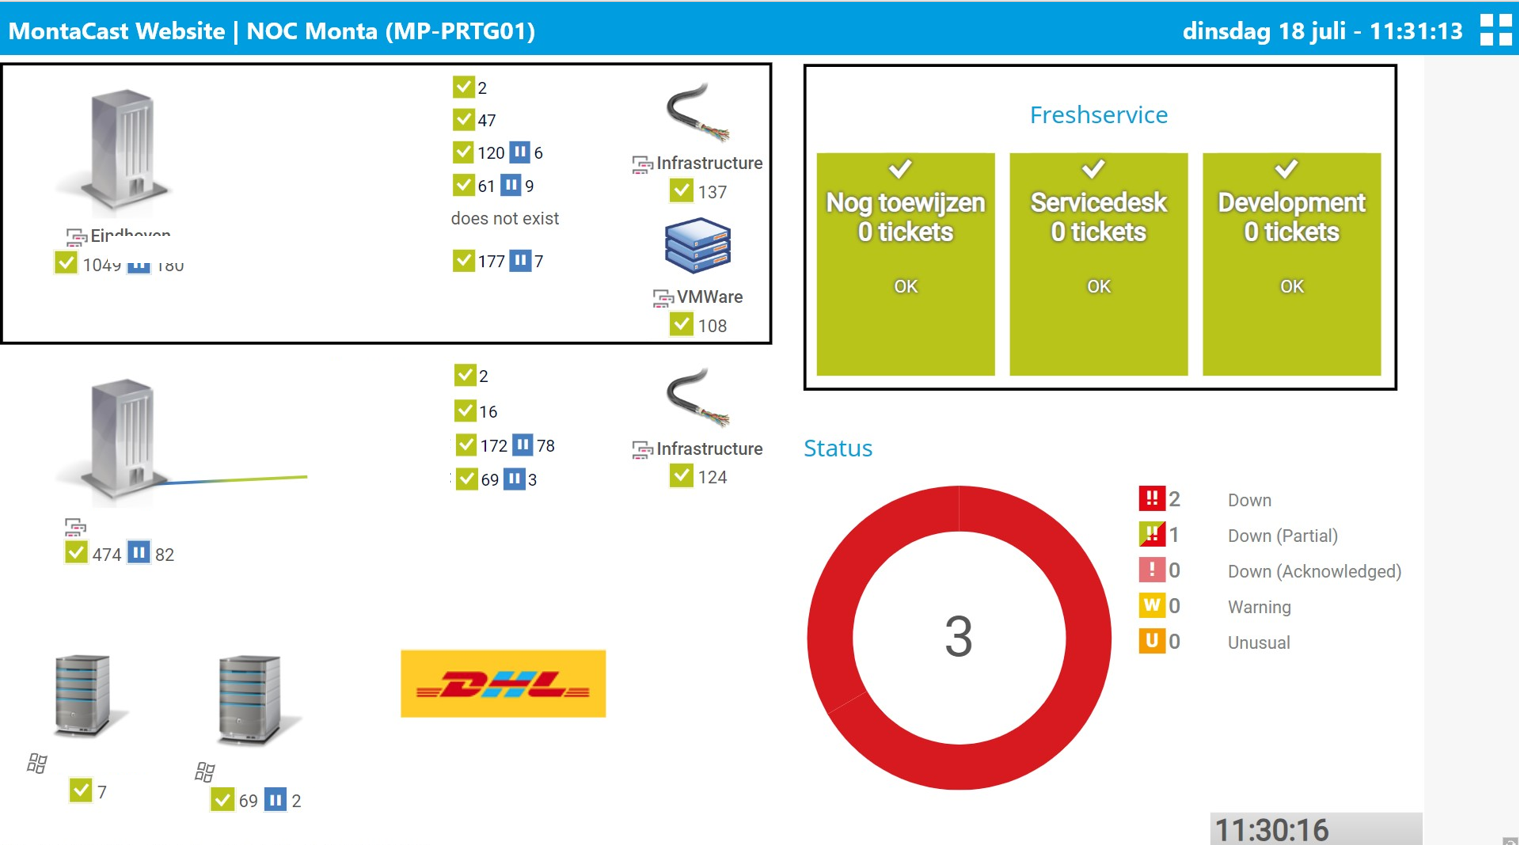 MontaCast Website | NOC Monta (MP-PRTG01)
dinsdag 18 juli - 11:31:13
2
47
120 6
61 9
does not exist
177 7
Infrastructure
137
VMWare
108
Eindhoven
1049 180
Freshservice
Nog toewijzen
0 tickets
OK
Servicedesk
0 tickets
OK
Development
0 tickets
OK
2
16
172 78
69 3
Infrastructure
124
474 82
7
69 2
DHL
Status
3
!! 2 Down
!! 1 Down (Partial)
! 0 Down (Acknowledged)
W 0 Warning
U 0 Unusual
11:30:16